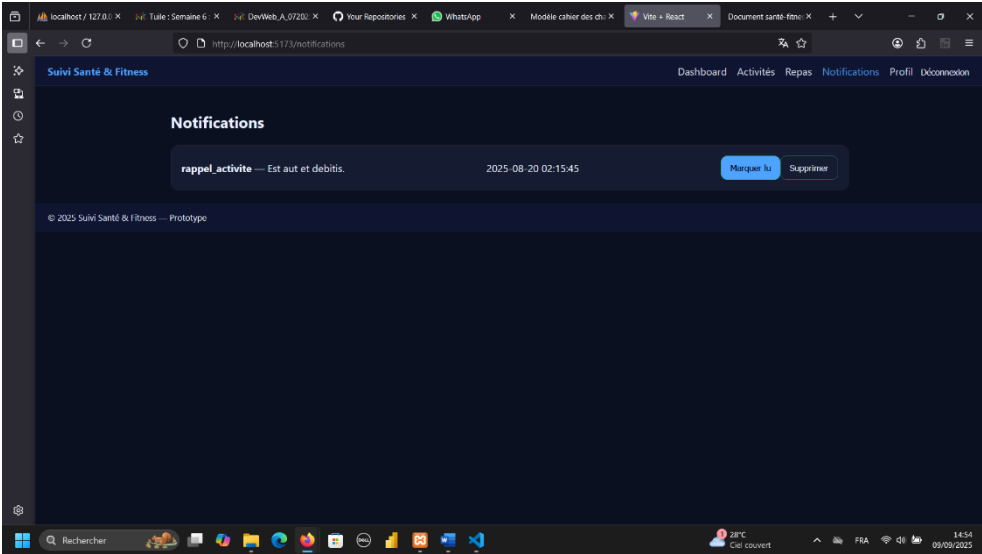 localhost / 127.0.0
Tuile : Semaine 6 :
DevWeb_A_0720:
Your Repositories
WhatsApp
Modèle cahier des cha
Vite + React
Document santé-fitne:
http://localhost:5173/notifications
Suivi Santé & Fitness
Dashboard Activités Repas Notifications Profil Déconnexion
Notifications
rappel_activite — Est aut et debitis. 2025-08-20 02:15:45 Marquer lu Supprimer
© 2025 Suivi Santé & Fitness — Prototype
Rechercher
1
28°C
Ciel couvert
FRA
14:54
09/09/2025